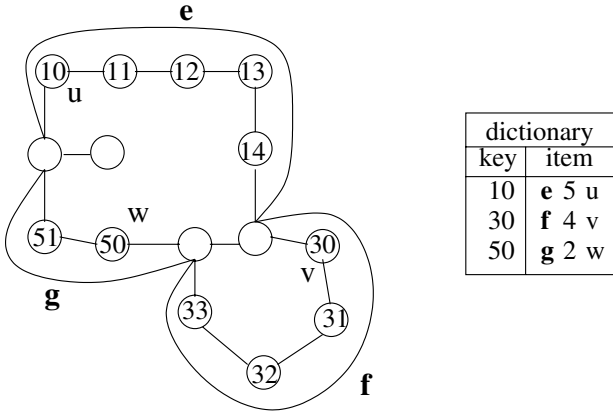 e
10 11 12 13
u
14
51 50 w
30
v
g
33 31
32
f
dictionary
key item
10 e 5 u
30 f 4 v
50 g 2 w